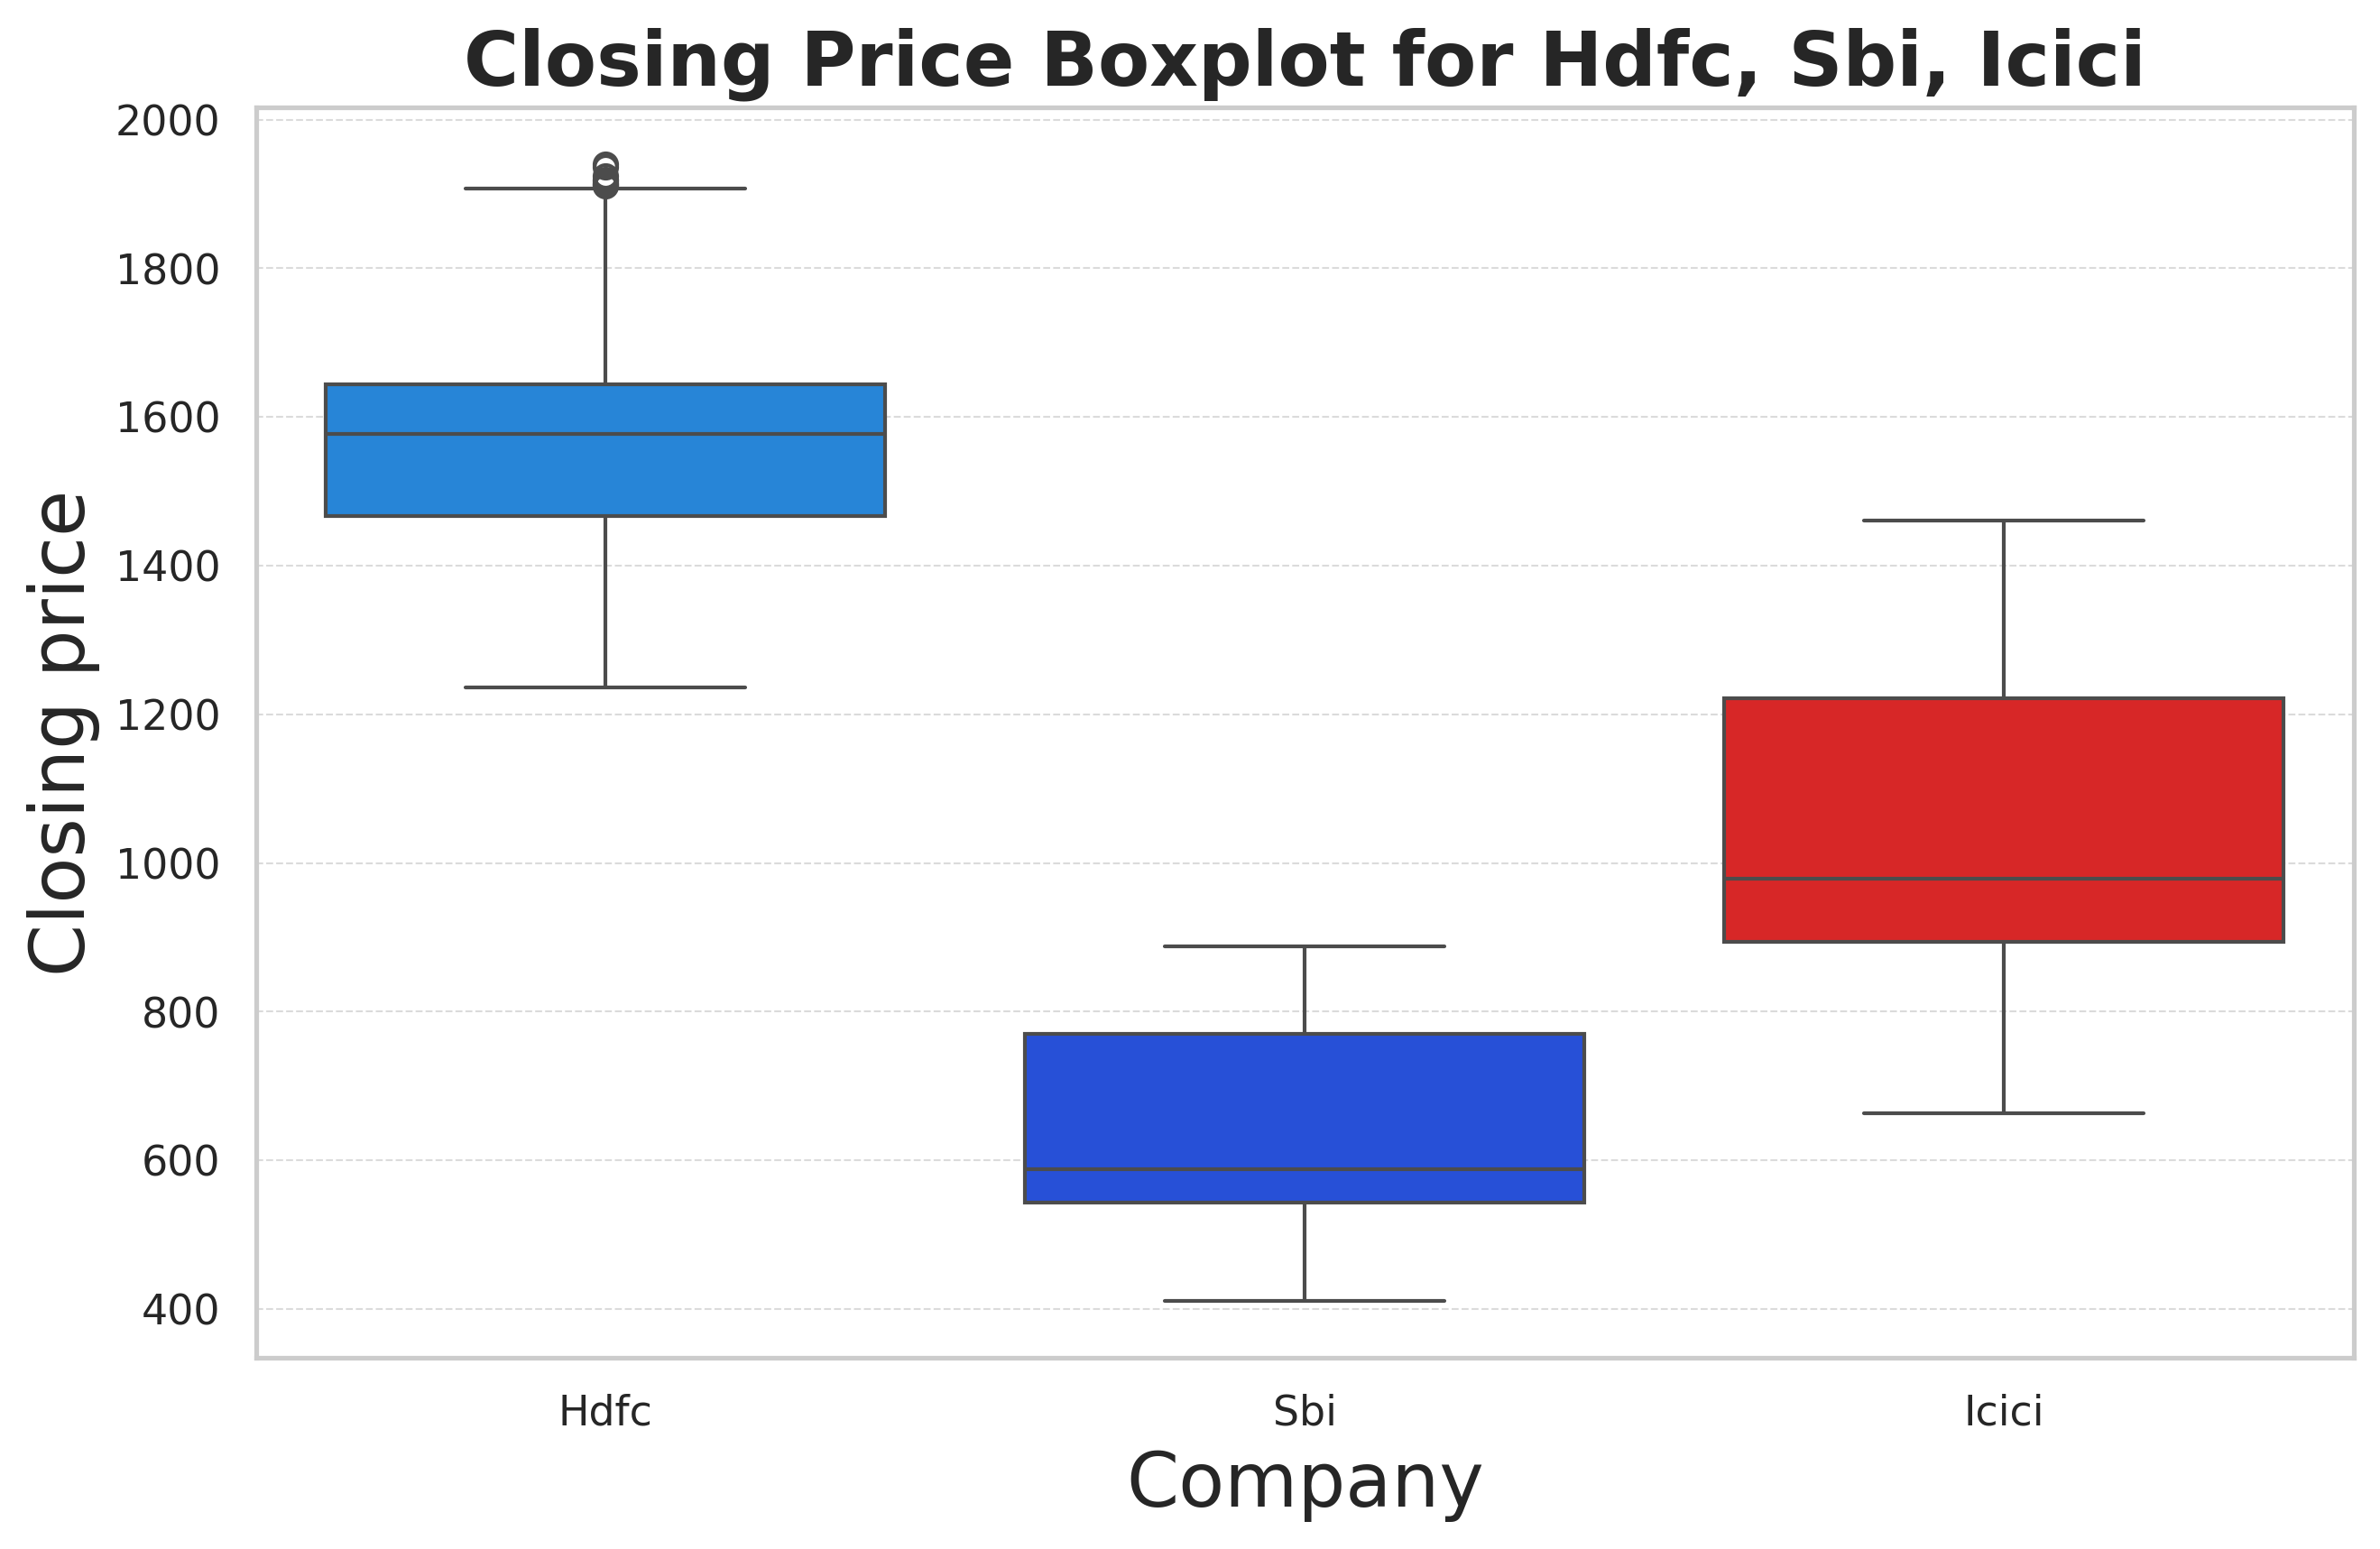 Closing Price Boxplot for Hdfc, Sbi, Icici
Closing price
2000
1800
1600
1400
1200
1000
800
600
400
Hdfc
Sbi
Icici
Company